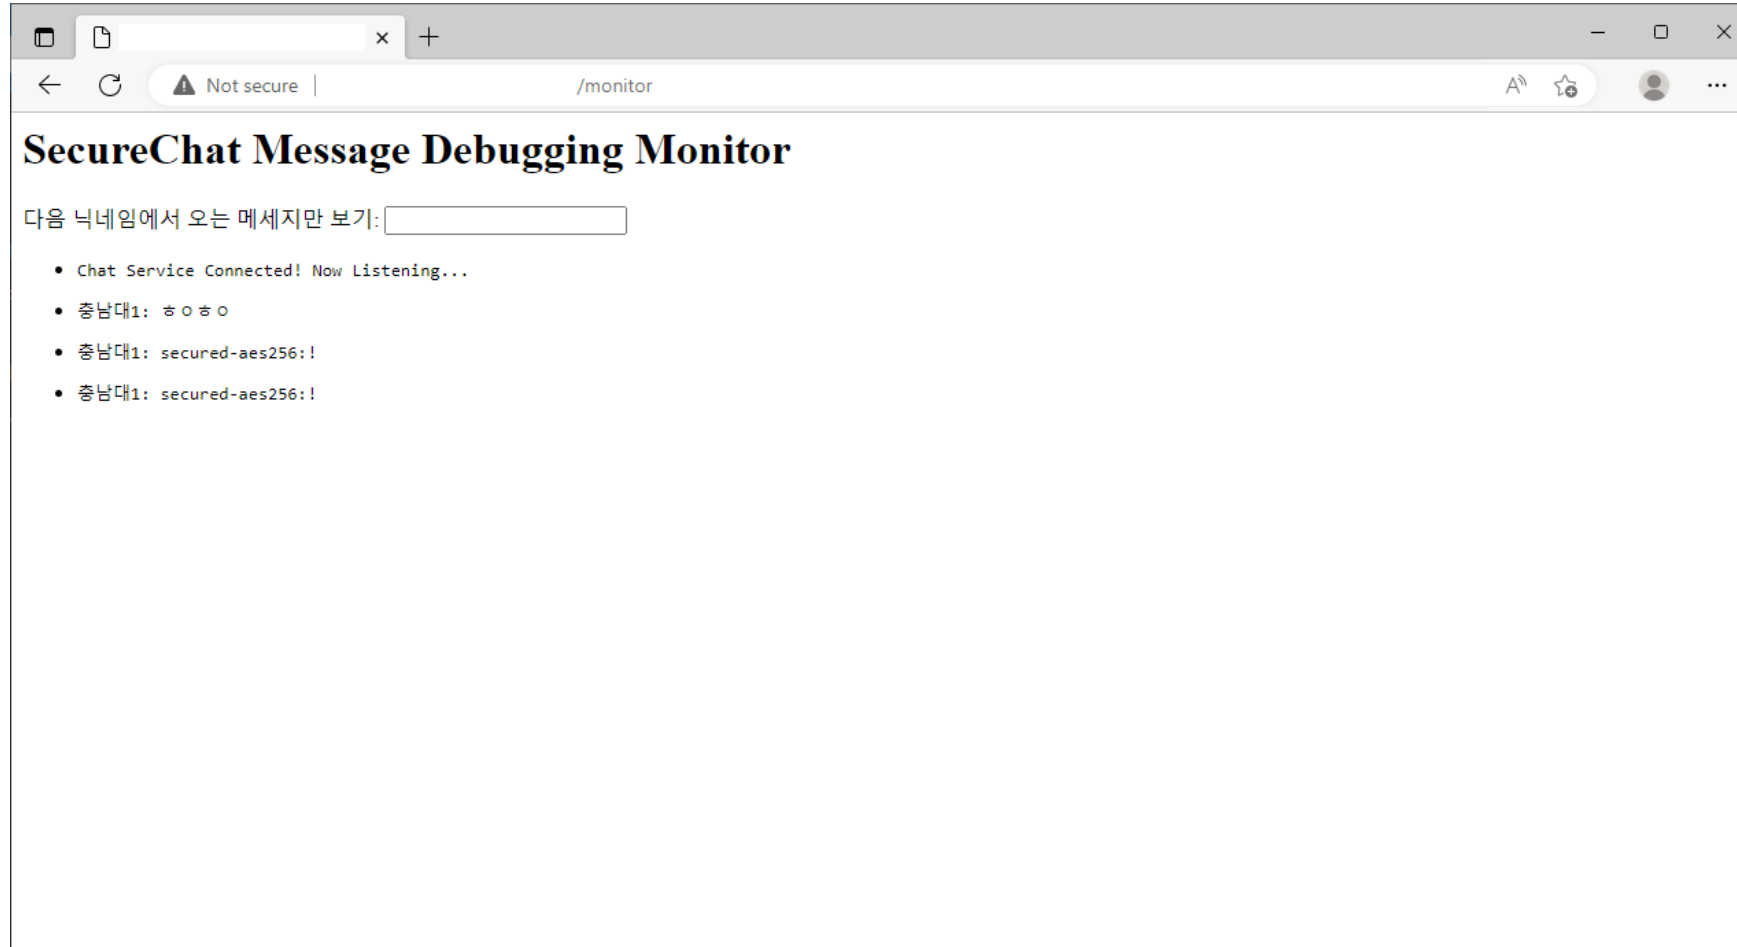 Not secure | /monitor
SecureChat Message Debugging Monitor
다음 닉네임에서 오는 메세지만 보기:
Chat Service Connected! Now Listening...
충남대1: ㅎㅇㅎㅇ
충남대1: secured-aes256:!
충남대1: secured-aes256:!